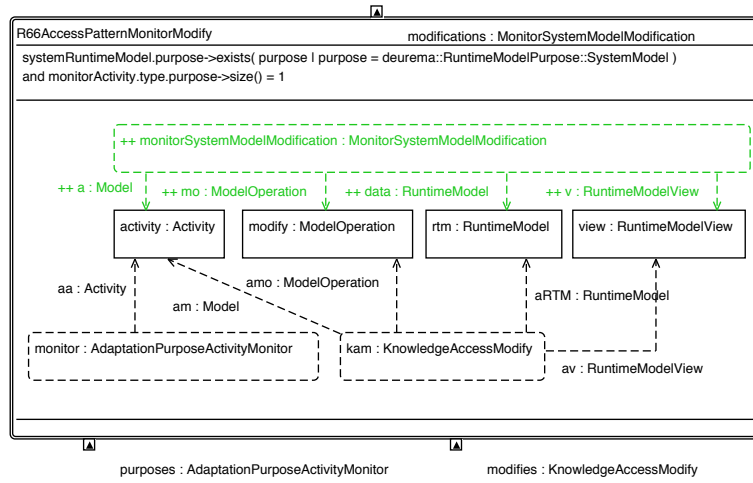 R66AccessPatternMonitorModify
modifications : MonitorSystemModelModification
systemRuntimeModel.purpose->exists( purpose | purpose = deurema::RuntimeModelPurpose::SystemModel )
and monitorActivity.type.purpose->size() = 1
++ monitorSystemModelModification : MonitorSystemModelModification
++ a : Model
++ mo : ModelOperation
++ data : RuntimeModel
++ v : RuntimeModelView
activity : Activity
modify : ModelOperation
rtm : RuntimeModel
view : RuntimeModelView
aa : Activity
am : Model
amo : ModelOperation
aRTM : RuntimeModel
monitor : AdaptationPurposeActivityMonitor
kam : KnowledgeAccessModify
av : RuntimeModelView
purposes : AdaptationPurposeActivityMonitor
modifies : KnowledgeAccessModify